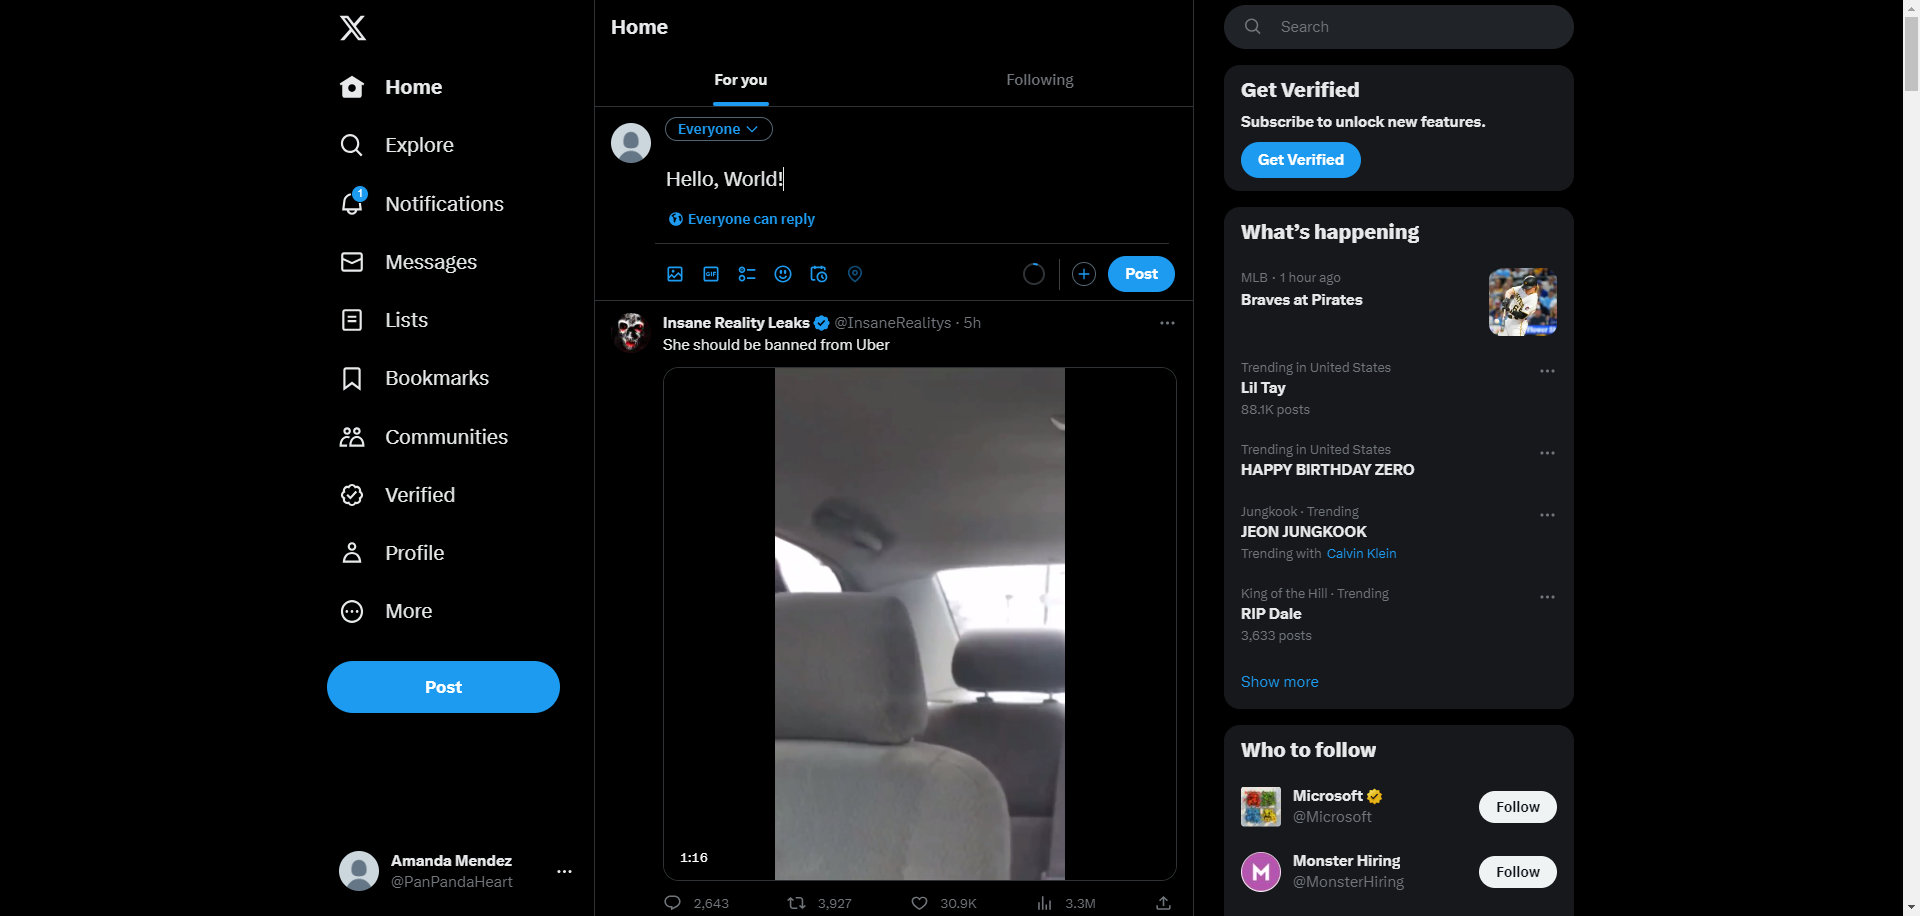 Home
Explore
1
Notifications
Messages
Lists
Bookmarks
Communities
Verified
Profile
More
Post
Amanda Mendez
@PanPandaHeart
Home
For you
Following
Everyone
Hello, World!
Everyone can reply
GIF
Post
Insane Reality Leaks @InsaneRealitys · 5h
She should be banned from Uber
1:16
2,643 3,927 30.9K 3.3M
Search
Get Verified
Subscribe to unlock new features.
Get Verified
What’s happening
MLB · 1 hour ago
Braves at Pirates
Trending in United States
Lil Tay
88.1K posts
Trending in United States
HAPPY BIRTHDAY ZERO
Jungkook · Trending
JEON JUNGKOOK
Trending with Calvin Klein
King of the Hill · Trending
RIP Dale
3,633 posts
Show more
Who to follow
Microsoft
@Microsoft
Follow
M
Monster Hiring
@MonsterHiring
Follow